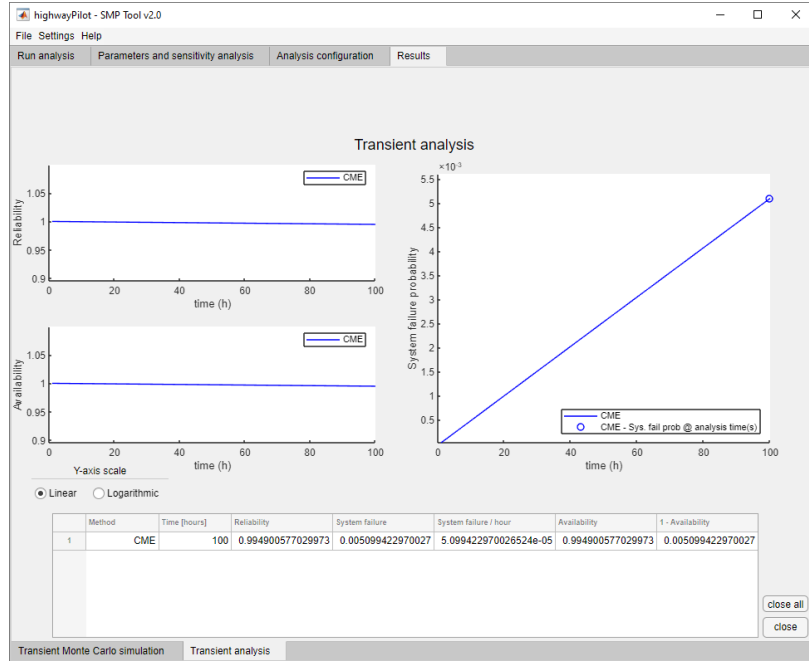 highwayPilot - SMP Tool v2.0
File Settings Help
Run analysis Parameters and sensitivity analysis Analysis configuration Results
Transient analysis
CME
Reliability
1.05
1
0.95
0.9
0 20 40 60 80 100
time (h)
CME
Availability
1.05
1
0.95
0.9
0 20 40 60 80 100
time (h)
×10⁻³
System failure probability
5.5
5
4.5
4
3.5
3
2.5
2
1.5
1
0.5
CME
CME - Sys. fail prob @ analysis time(s)
0 20 40 60 80 100
time (h)
Y-axis scale
Linear Logarithmic
Method Time [hours] Reliability System failure System failure / hour Availability 1 - Availability
1 CME 100 0.994900577029973 0.005099422970027 5.099422970026524e-05 0.994900577029973 0.005099422970027
close all
close
Transient Monte Carlo simulation Transient analysis